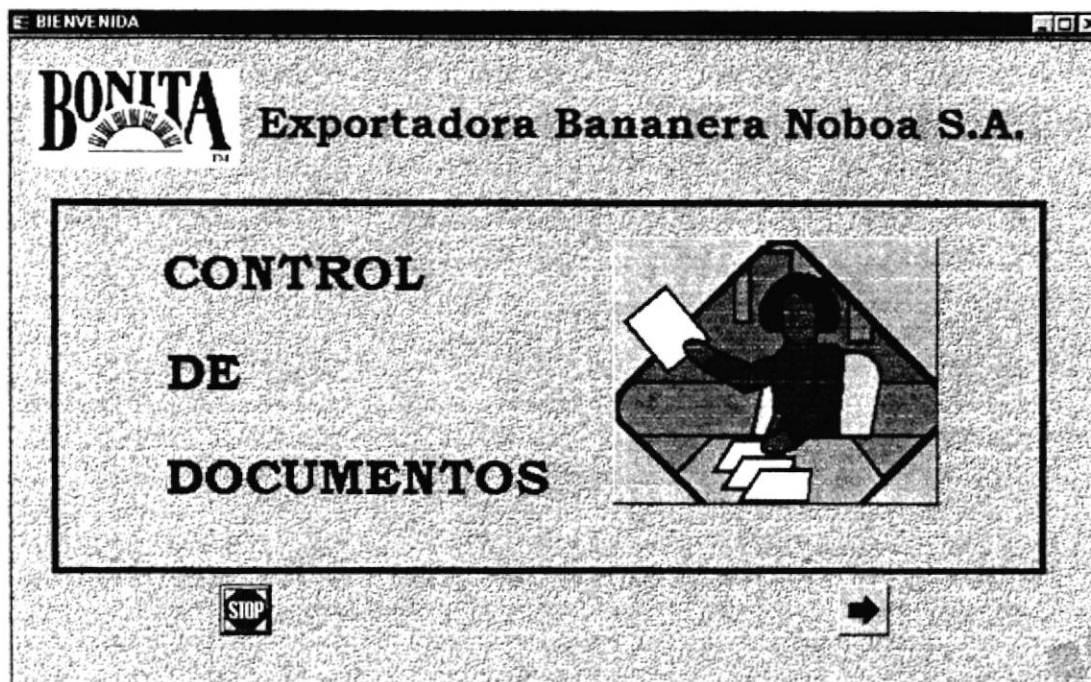 BIENVENIDA
BONITA
TM
Exportadora Bananera Noboa S.A.
CONTROL
DE
DOCUMENTOS
STOP